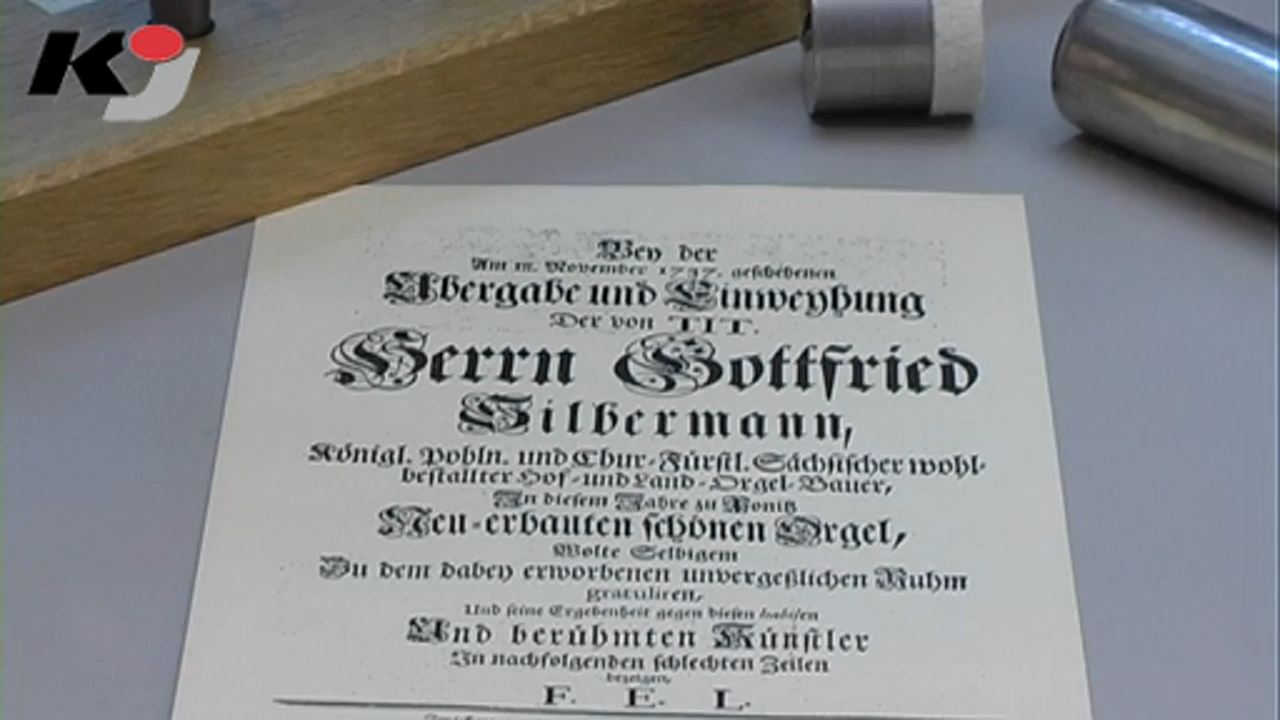 KJ
Bey der
Am November 1737. geschehenen
Ubergabe und Einweyhung
Der von TIT.
Herrn Gottfried
Silbermann,
Königl. Pohln. und Chur-Fürstl. Sächsischer wohl-
bestallter Hof- und Land-Orgel-Bauer,
In diesem Jahre zu Ponitz
Neu-erbauten schönen Orgel,
Wolte Selbigem
Zu dem dabey erworbenen unvergeßlichen Ruhm
gratuliren,
Und seine Ergebenheit gegen diesen
Und berühmten Künstler
In nachfolgenden schlechten Zeilen
bezeigen,
F. E. L.